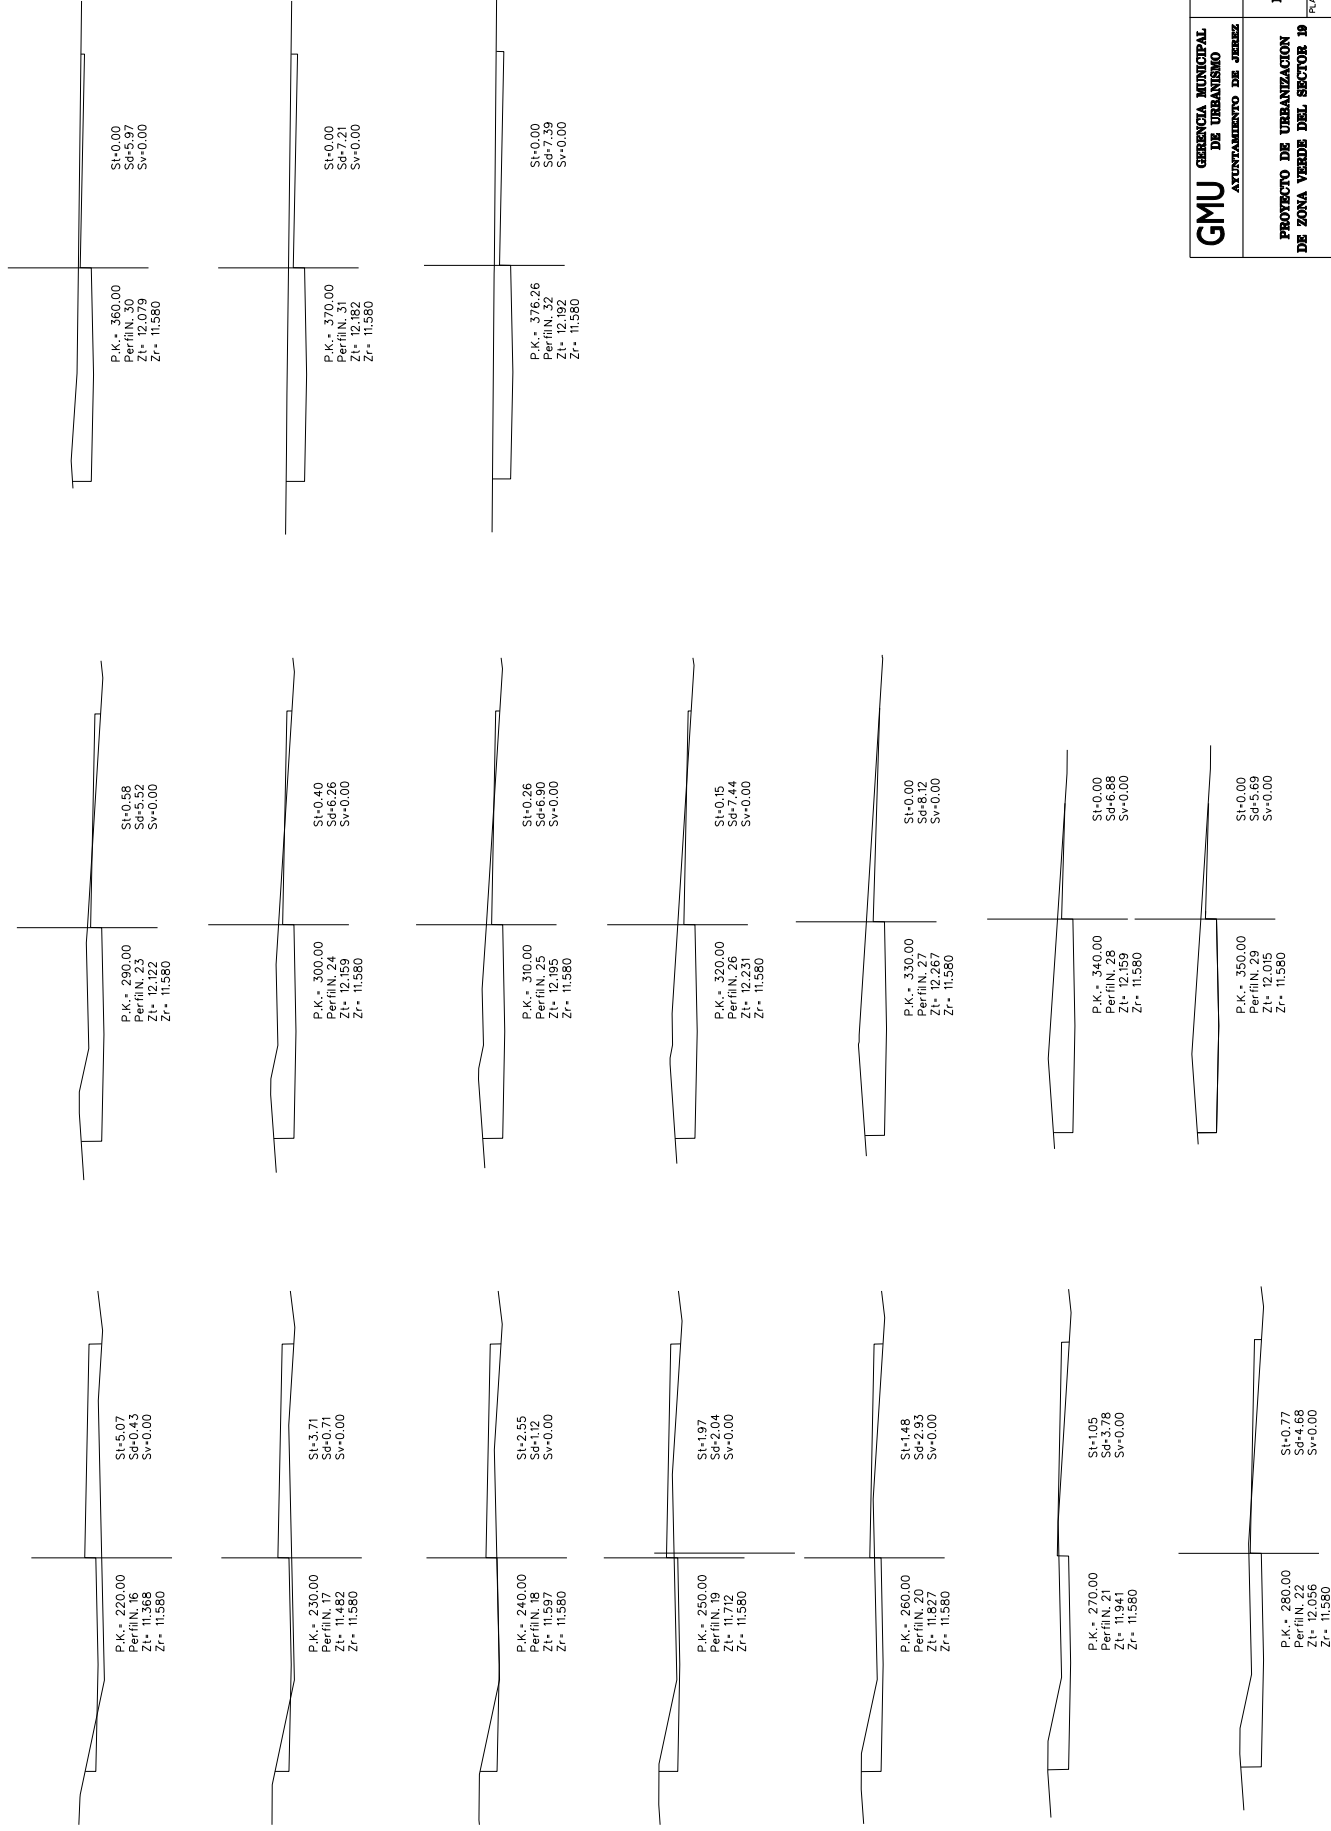 P.K.= 220.00
Perfil N. 16
Zt= 11.368
Zr= 11.580
St=5.07
Sd=0.43
Sv=0.00
P.K.= 230.00
Perfil N. 17
Zt= 11.482
Zr= 11.580
St=3.71
Sd=0.71
Sv=0.00
P.K.= 240.00
Perfil N. 18
Zt= 11.597
Zr= 11.580
St=2.55
Sd=1.12
Sv=0.00
P.K.= 250.00
Perfil N. 19
Zt= 11.712
Zr= 11.580
St=1.97
Sd=2.04
Sv=0.00
P.K.= 260.00
Perfil N. 20
Zt= 11.827
Zr= 11.580
St=1.48
Sd=2.93
Sv=0.00
P.K.= 270.00
Perfil N. 21
Zt= 11.941
Zr= 11.580
St=1.05
Sd=3.78
Sv=0.00
P.K.= 280.00
Perfil N. 22
Zt= 12.056
Zr= 11.580
St=0.77
Sd=4.68
Sv=0.00
P.K.= 290.00
Perfil N. 23
Zt= 12.122
Zr= 11.580
St=0.58
Sd=5.52
Sv=0.00
P.K.= 300.00
Perfil N. 24
Zt= 12.159
Zr= 11.580
St=0.40
Sd=6.26
Sv=0.00
P.K.= 310.00
Perfil N. 25
Zt= 12.195
Zr= 11.580
St=0.26
Sd=6.90
Sv=0.00
P.K.= 320.00
Perfil N. 26
Zt= 12.231
Zr= 11.580
St=0.15
Sd=7.44
Sv=0.00
P.K.= 330.00
Perfil N. 27
Zt= 12.267
Zr= 11.580
St=0.00
Sd=8.12
Sv=0.00
P.K.= 340.00
Perfil N. 28
Zt= 12.159
Zr= 11.580
St=0.00
Sd=6.88
Sv=0.00
P.K.= 350.00
Perfil N. 29
Zt= 12.015
Zr= 11.580
St=0.00
Sd=5.69
Sv=0.00
P.K.= 360.00
Perfil N. 30
Zt= 12.079
Zr= 11.580
St=0.00
Sd=5.97
Sv=0.00
P.K.= 370.00
Perfil N. 31
Zt= 12.182
Zr= 11.580
St=0.00
Sd=7.21
Sv=0.00
P.K.= 376.26
Perfil N. 32
Zt= 12.192
Zr= 11.580
St=0.00
Sd=7.39
Sv=0.00
GMU GERENCIA MUNICIPAL
DE URBANISMO
AYUNTAMIENTO DE JEREZ
PROYECTO DE URBANIZACION
DE ZONA VERDE DEL SECTOR 19